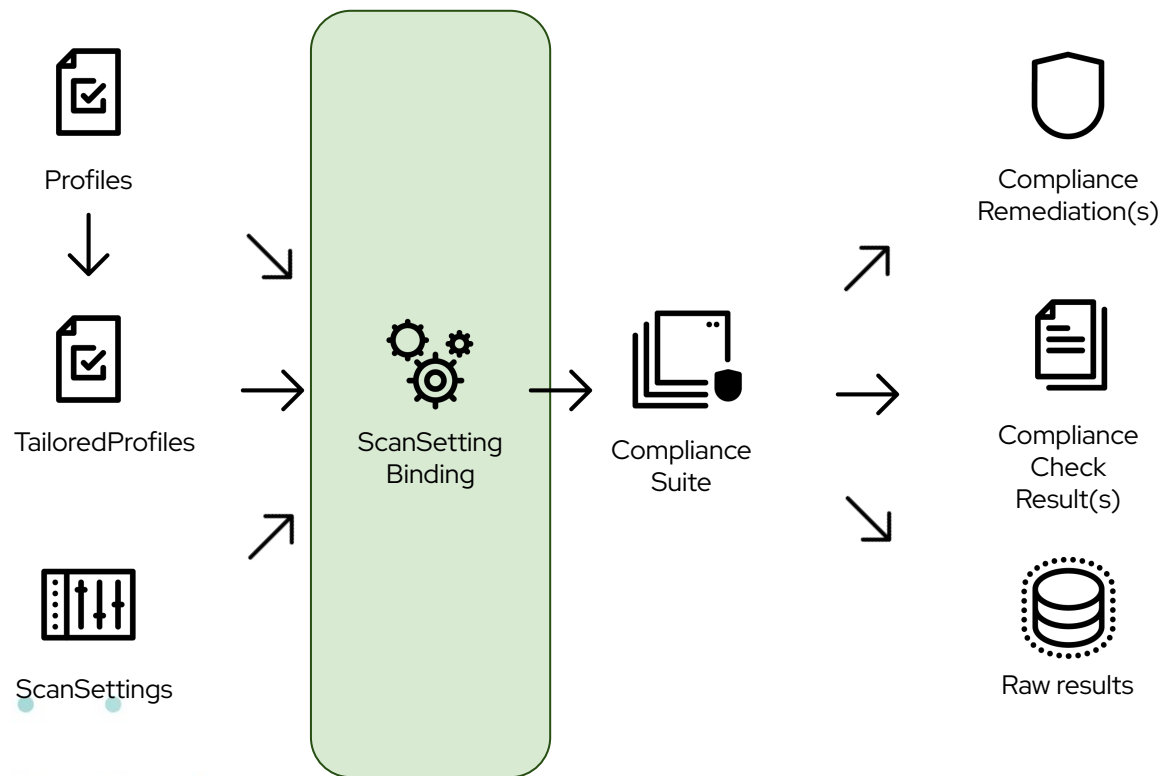 Profiles
TailoredProfiles
ScanSettings
ScanSetting
Binding
Compliance
Suite
Compliance
Remediation(s)
Compliance
Check
Result(s)
Raw results